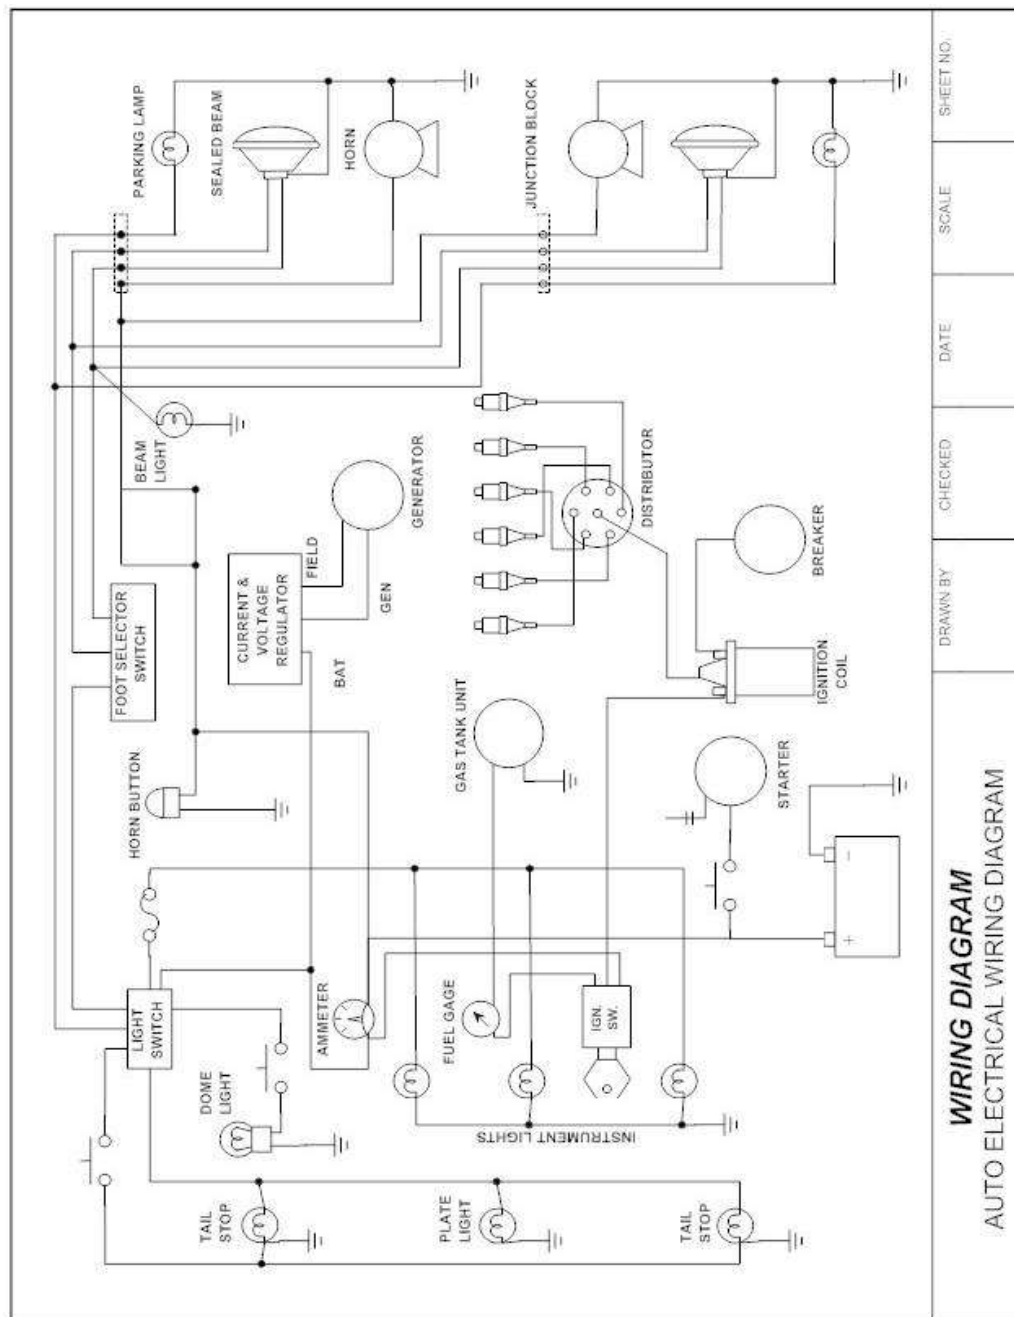 PARKING LAMP
SEALED BEAM
HORN
JUNCTION BLOCK
BEAM
LIGHT
GENERATOR
FIELD
GEN
CURRENT &
VOLTAGE
REGULATOR
BAT
FOOT SELECTOR
SWITCH
DISTRIBUTOR
BREAKER
IGNITION
COIL
GAS TANK UNIT
STARTER
HORN BUTTON
LIGHT
SWITCH
AMMETER
FUEL GAGE
IGN.
SW.
DOME
LIGHT
INSTRUMENT LIGHTS
TAIL
STOP
PLATE
LIGHT
TAIL
STOP
+
-
WIRING DIAGRAM
AUTO ELECTRICAL WIRING DIAGRAM
DRAWN BY
CHECKED
DATE
SCALE
SHEET NO.